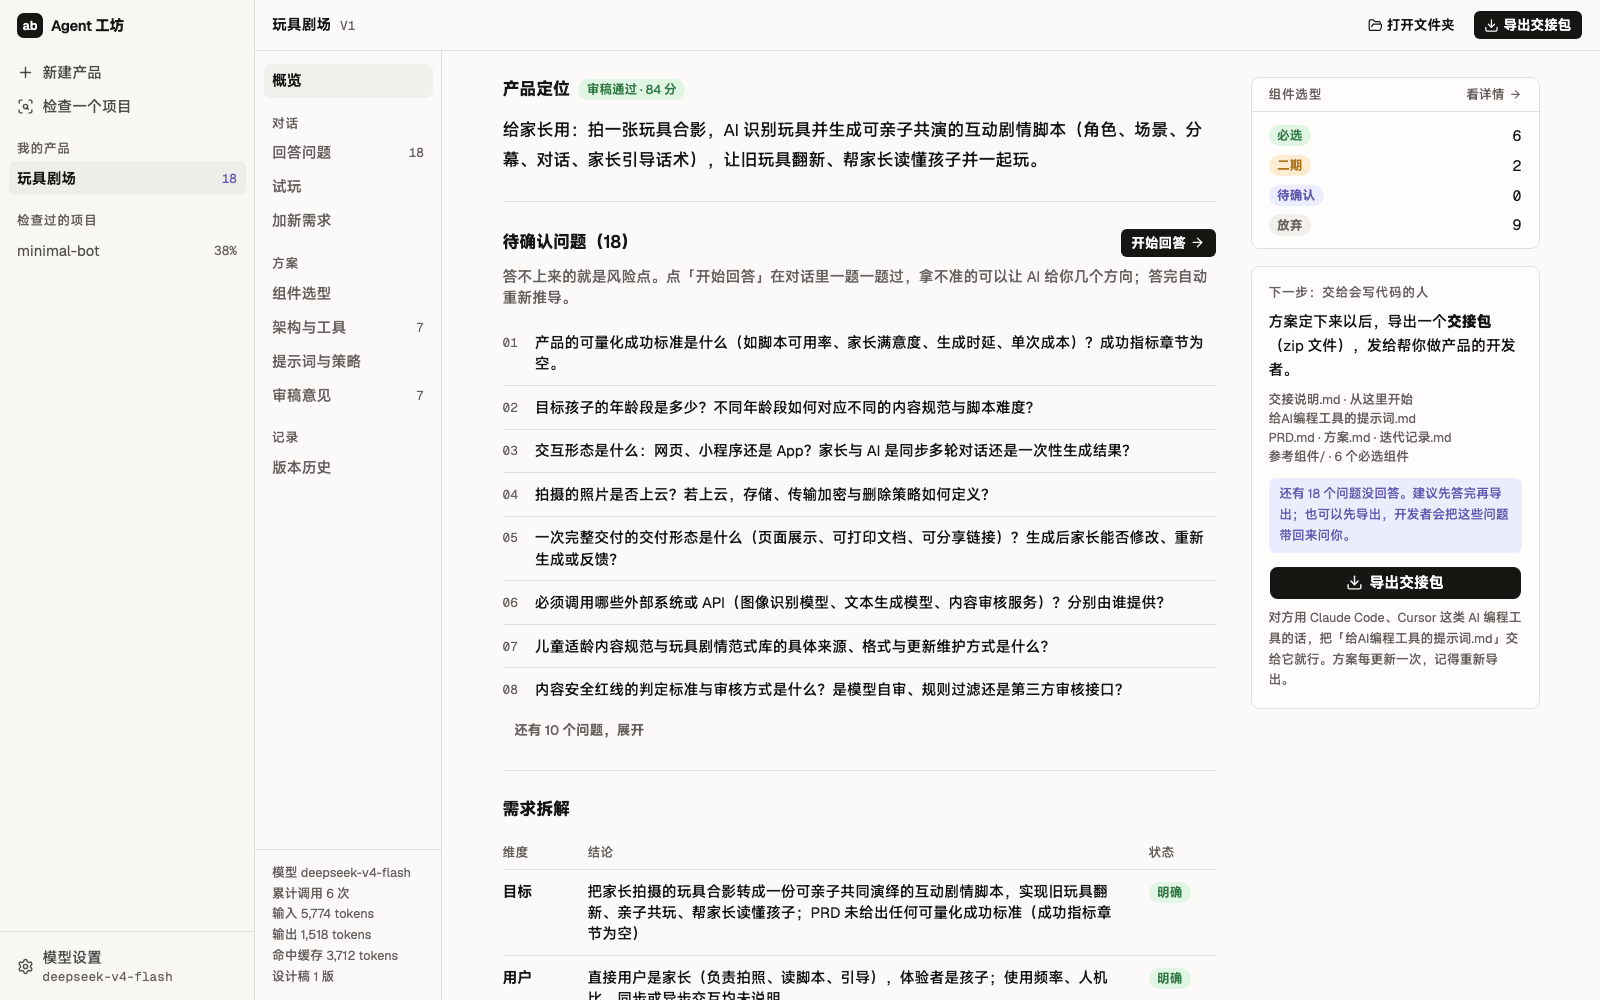 ab Agent 工坊
新建产品
检查一个项目
我的产品
玩具剧场 18
检查过的项目
minimal-bot 38%
模型设置
deepseek-v4-flash
玩具剧场 V1
打开文件夹
导出交接包
概览
对话
回答问题 18
试玩
加新需求
方案
组件选型
架构与工具 7
提示词与策略
审稿意见 7
记录
版本历史
模型 deepseek-v4-flash
累计调用 6 次
输入 5,774 tokens
输出 1,518 tokens
命中缓存 3,712 tokens
设计稿 1 版
产品定位 审稿通过 · 84 分
给家长用：拍一张玩具合影，AI 识别玩具并生成可亲子共演的互动剧情脚本（角色、场景、分
幕、对话、家长引导话术），让旧玩具翻新、帮家长读懂孩子并一起玩。
待确认问题（18）
开始回答 →
答不上来的就是风险点。点「开始回答」在对话里一题一题过，拿不准的可以让 AI 给你几个方向；答完自动
重新推导。
01 产品的可量化成功标准是什么（如脚本可用率、家长满意度、生成时延、单次成本）？成功指标章节为
空。
02 目标孩子的年龄段是多少？不同年龄段如何对应不同的内容规范与脚本难度？
03 交互形态是什么：网页、小程序还是 App？家长与 AI 是同步多轮对话还是一次性生成结果？
04 拍摄的照片是否上云？若上云，存储、传输加密与删除策略如何定义？
05 一次完整交付的交付形态是什么（页面展示、可打印文档、可分享链接）？生成后家长能否修改、重新
生成或反馈？
06 必须调用哪些外部系统或 API（图像识别模型、文本生成模型、内容审核服务）？分别由谁提供？
07 儿童适龄内容规范与玩具剧情范式库的具体来源、格式与更新维护方式是什么？
08 内容安全红线的判定标准与审核方式是什么？是模型自审、规则过滤还是第三方审核接口？
还有 10 个问题，展开
需求拆解
维度 结论 状态
目标 把家长拍摄的玩具合影转成一份可亲子共同演绎的互动剧情脚本，实现旧玩具翻 明确
新、亲子共玩、帮家长读懂孩子；PRD 未给出任何可量化成功标准（成功指标章
节为空）
用户 直接用户是家长（负责拍照、读脚本、引导），体验者是孩子；使用频率、人机 明确
比、同步或异步交互均未说明
组件选型 看详情 →
必选 6
二期 2
待确认 0
放弃 9
下一步：交给会写代码的人
方案定下来以后，导出一个交接包
（zip 文件），发给帮你做产品的开发
者。
交接说明.md · 从这里开始
给AI编程工具的提示词.md
PRD.md · 方案.md · 迭代记录.md
参考组件/ · 6 个必选组件
还有 18 个问题没回答。建议先答完再导
出；也可以先导出，开发者会把这些问题
带回来问你。
导出交接包
对方用 Claude Code、Cursor 这类 AI 编程工
具的话，把「给AI编程工具的提示词.md」交
给它就行。方案每更新一次，记得重新导
出。